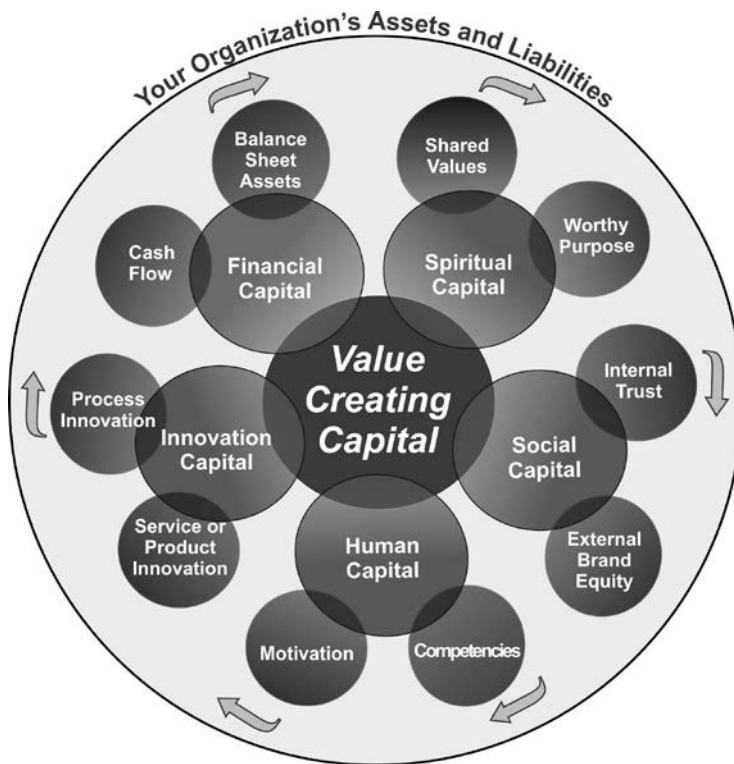 Your Organization's Assets and Liabilities
Balance
Sheet
Assets
Shared
Values
Cash
Flow
Financial
Capital
Spiritual
Capital
Worthy
Purpose
Value
Creating
Capital
Process
Innovation
Innovation
Capital
Social
Capital
Internal
Trust
Service or
Product
Innovation
Human
Capital
External
Brand
Equity
Motivation
Competencies